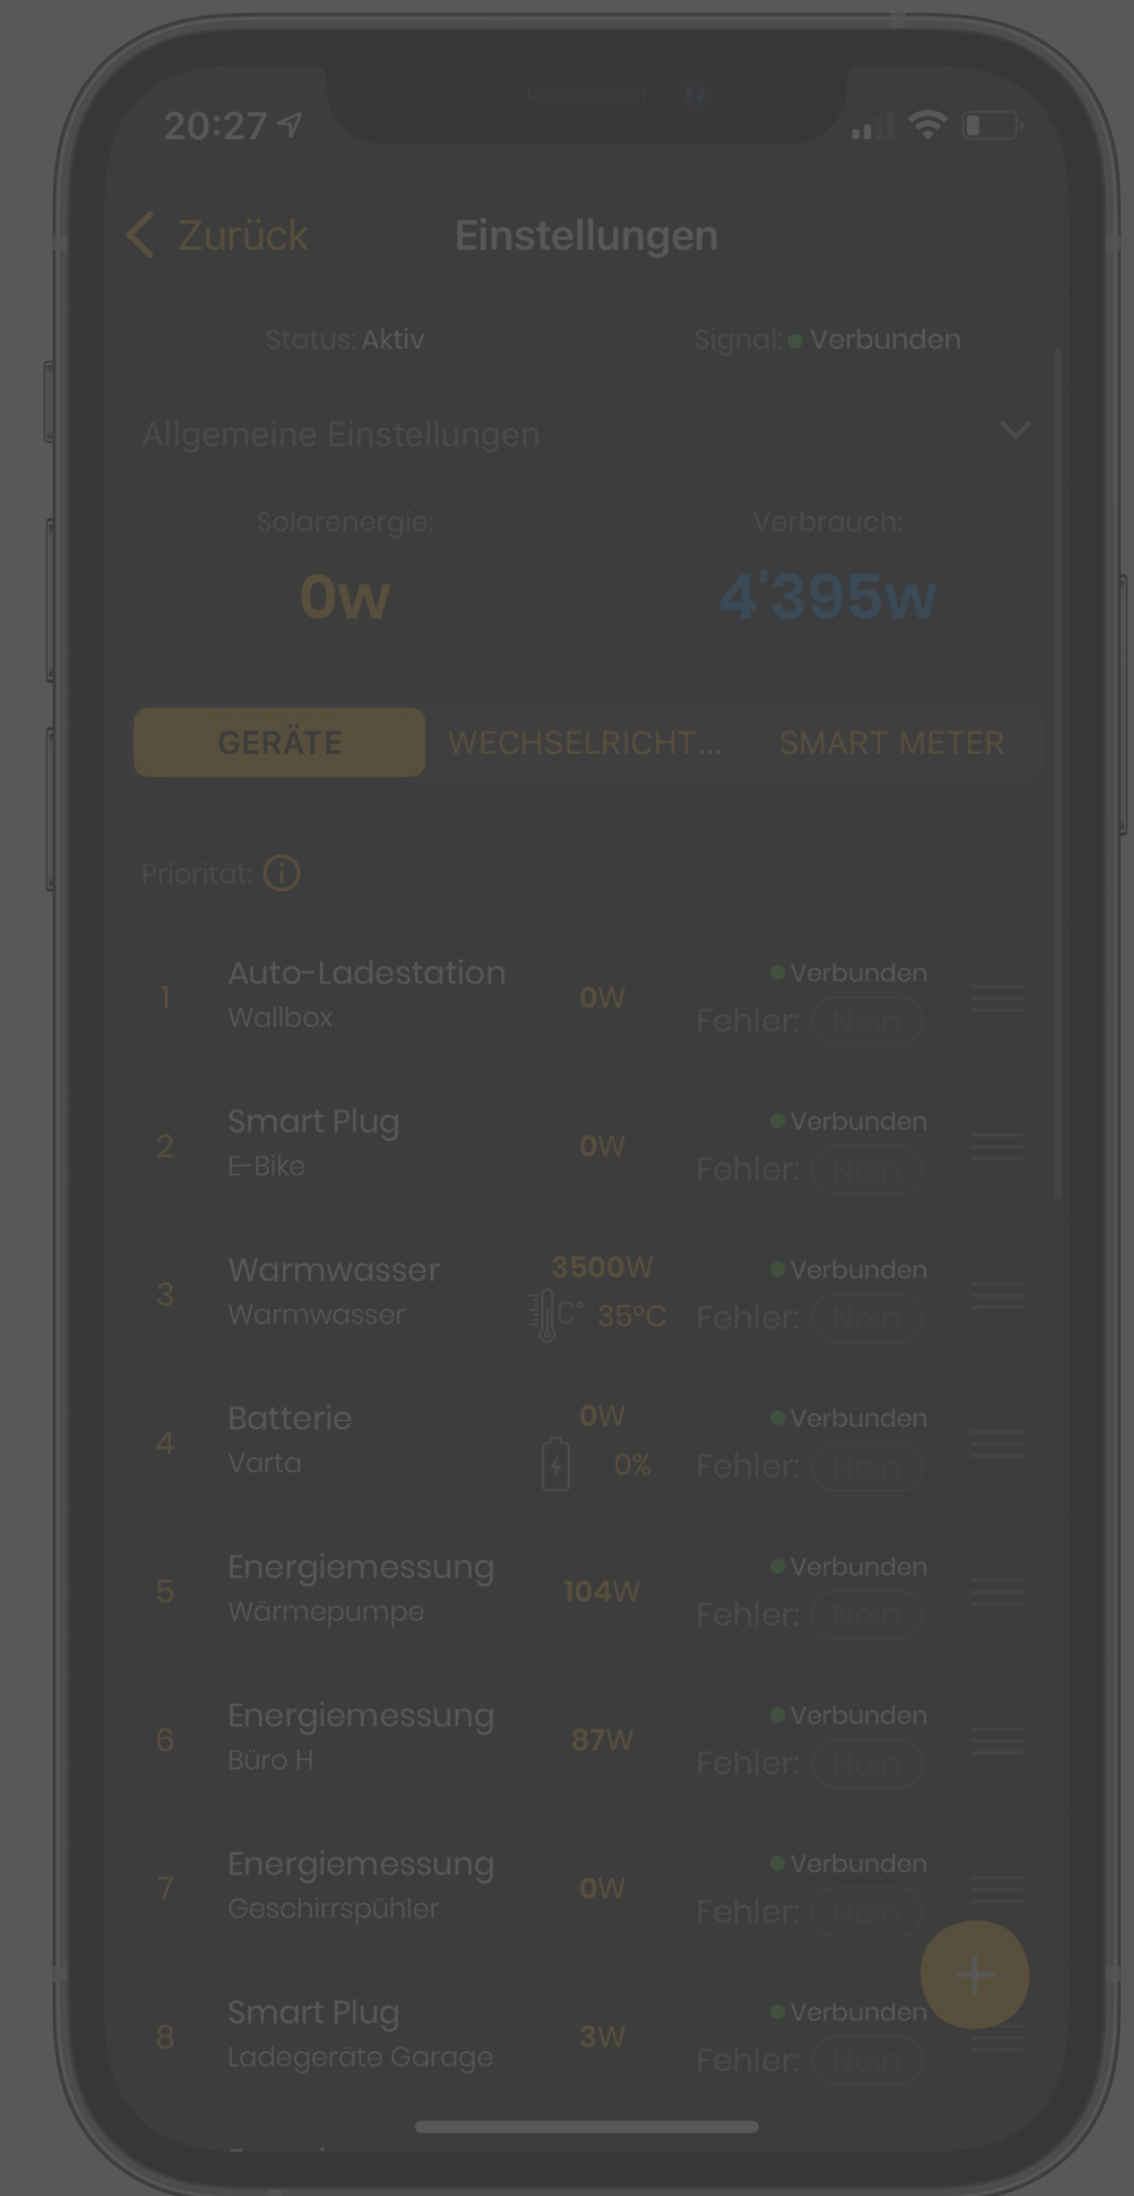 20:27
Zurück Einstellungen
Status: Aktiv Signal: Verbunden
Allgemeine Einstellungen
Solarenergie: Verbrauch:
0W 4'395W
GERÄTE WECHSELRICHT... SMART METER
Priorität:
1 Auto-Ladestation 0W Verbunden
Wallbox Fehler: Nein
2 Smart Plug 0W Verbunden
E-Bike Fehler: Nein
3 Warmwasser 3500W Verbunden
Warmwasser C° 35°C Fehler: Nein
4 Batterie 0W Verbunden
Varta 0% Fehler: Nein
5 Energiemessung 104W Verbunden
Wärmepumpe Fehler: Nein
6 Energiemessung 87W Verbunden
Büro H Fehler: Nein
7 Energiemessung 0W Verbunden
Geschirrspühler Fehler: Nein
8 Smart Plug 3W Verbunden
Ladegeräte Garage Fehler: Nein